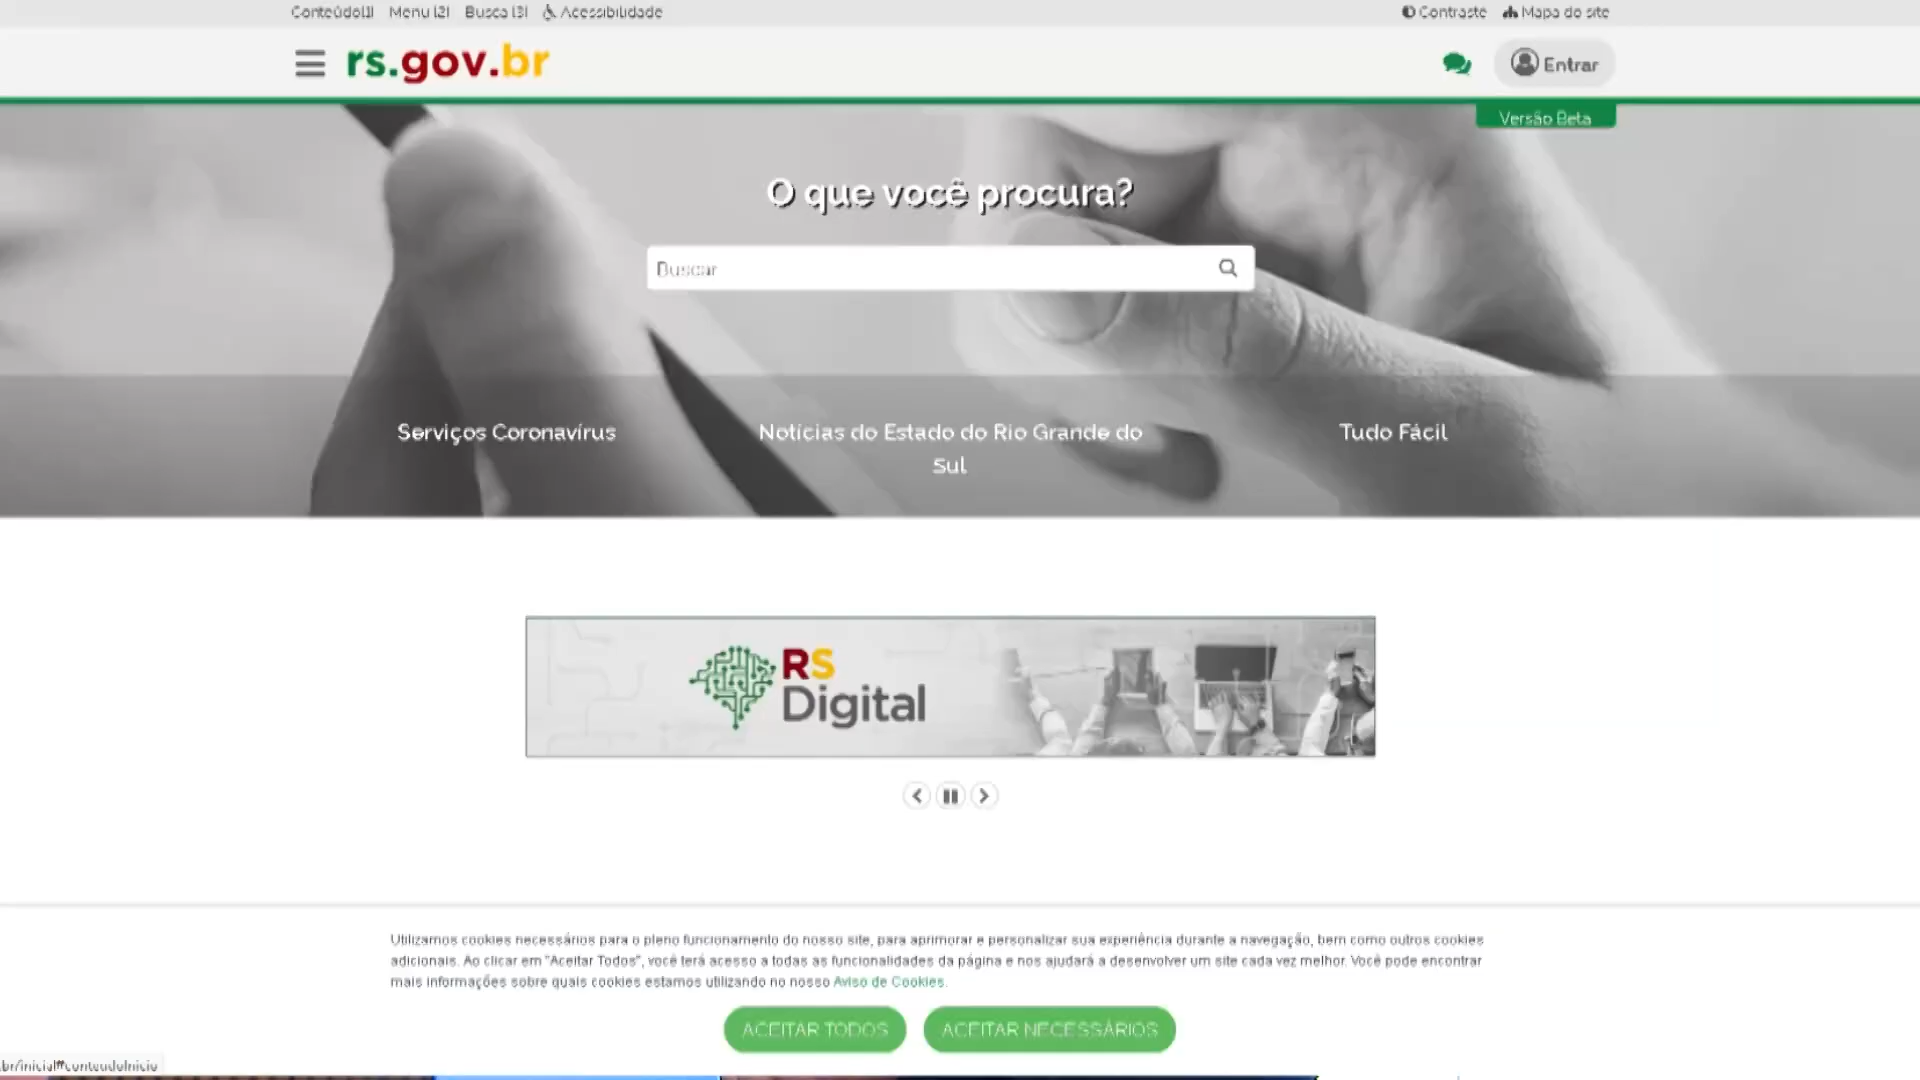 Conteúdo[1] Menu [2] Busca [3] Acessibilidade
Contraste Mapa do site
rs.gov.br
Entrar
Versão Beta
O que você procura?
Buscar
Serviços Coronavírus
Notícias do Estado do Rio Grande do
Sul
Tudo Fácil
RS
Digital
Utilizamos cookies necessários para o pleno funcionamento do nosso site, para aprimorar e personalizar sua experiência durante a navegação, bem como outros cookies
adicionais. Ao clicar em "Aceitar Todos", você terá acesso a todas as funcionalidades da página e nos ajudará a desenvolver um site cada vez melhor. Você pode encontrar
mais informações sobre quais cookies estamos utilizando no nosso Aviso de Cookies.
ACEITAR TODOS
ACEITAR NECESSÁRIOS
.br/inicial#conteudoInicio